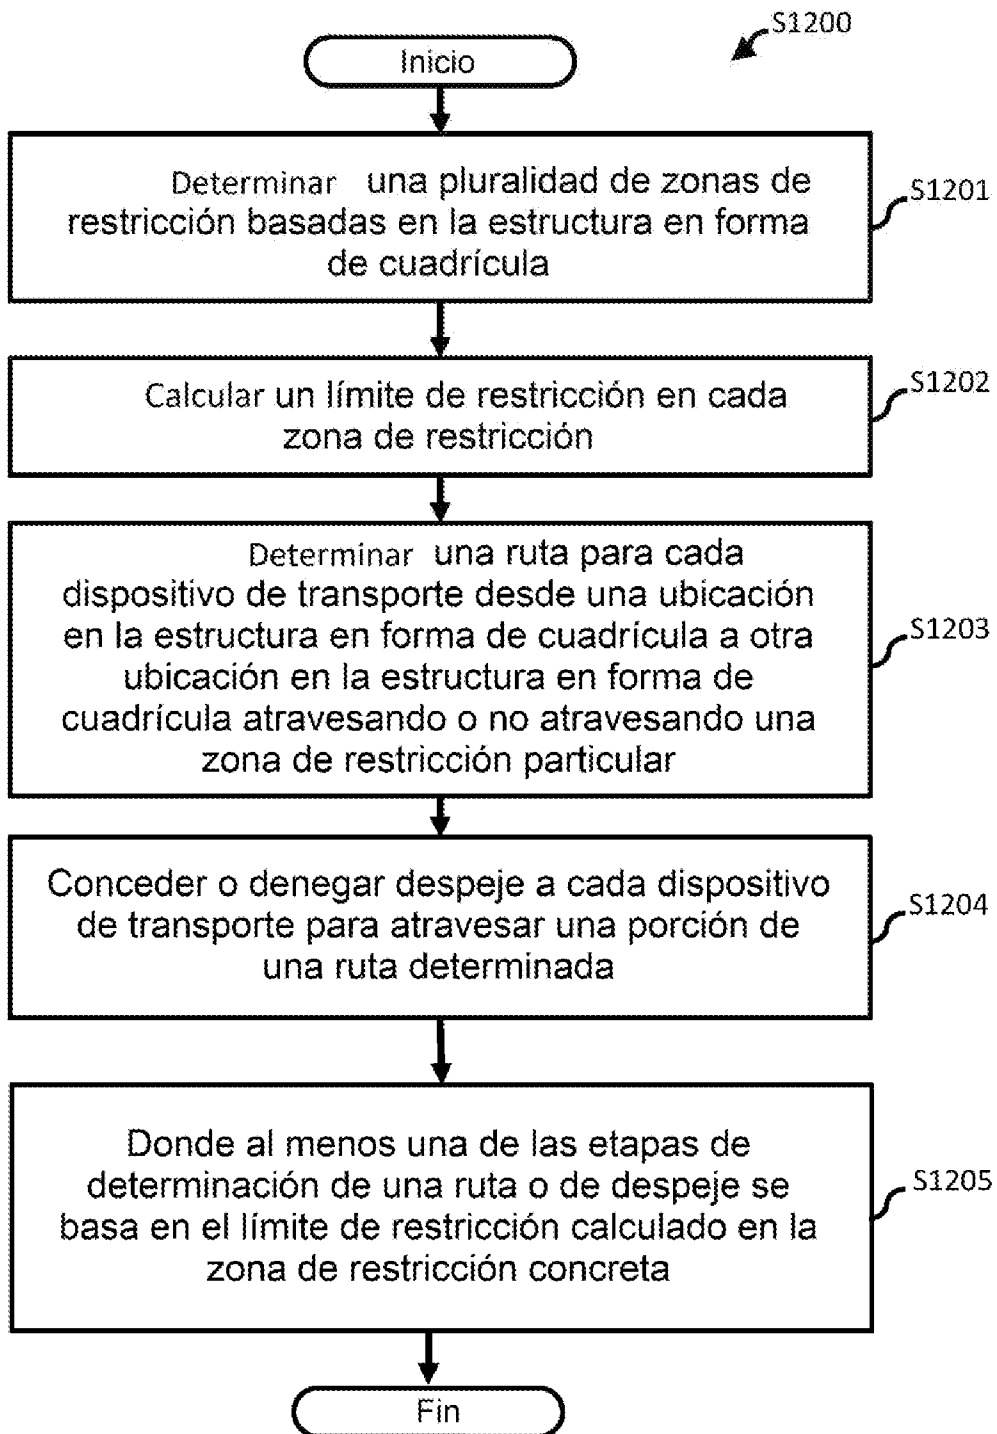 S1200
Inicio
Determinar una pluralidad de zonas de
restricción basadas en la estructura en forma
de cuadrícula
S1201
Calcular un límite de restricción en cada
zona de restricción
S1202
Determinar una ruta para cada
dispositivo de transporte desde una ubicación
en la estructura en forma de cuadrícula a otra
ubicación en la estructura en forma de
cuadrícula atravesando o no atravesando una
zona de restricción particular
S1203
Conceder o denegar despeje a cada dispositivo
de transporte para atravesar una porción de
una ruta determinada
S1204
Donde al menos una de las etapas de
determinación de una ruta o de despeje se
basa en el límite de restricción calculado en la
zona de restricción concreta
S1205
Fin